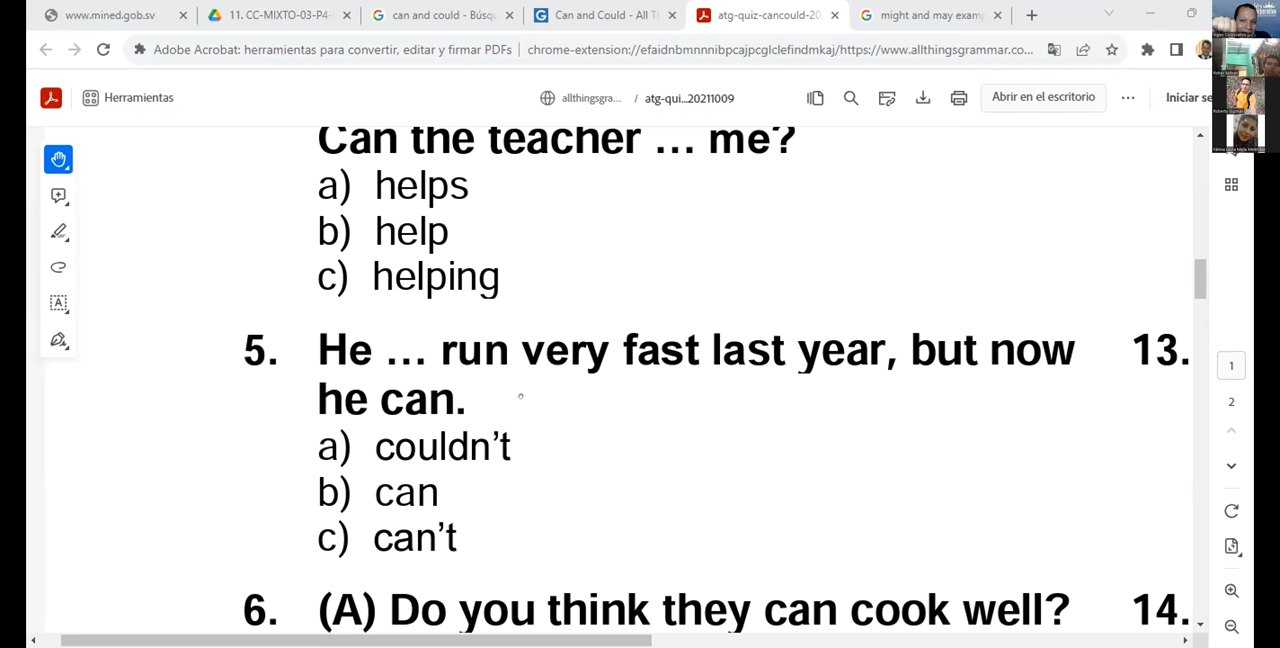 www.mined.gob.sv
11. CC-MIXTO-03-P4-I
can and could - Búsqu
Can and Could - All Th
atg-quiz-cancould-20
might and may examp
Adobe Acrobat: herramientas para convertir, editar y firmar PDFs
chrome-extension://efaidnbmnnnibpcajpcglclefindmkaj/https://www.allthingsgrammar.co...
Herramientas
allthingsgra... / atg-qui...20211009
Abrir en el escritorio
Iniciar se
Can the teacher … me?
a) helps
b) help
c) helping
5. He … run very fast last year, but now
he can.
a) couldn't
b) can
c) can't
6. (A) Do you think they can cook well?
13.
14.
1
2